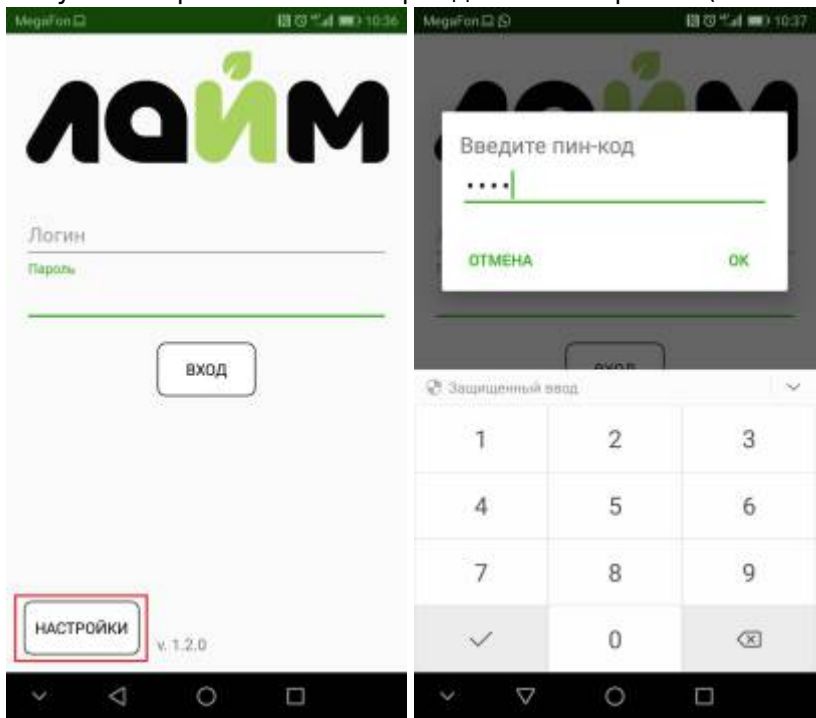 MegaFon 10:36
лайм
Логин
Пароль
ВХОД
НАСТРОЙКИ
v. 1.2.0
MegaFon 10:37
Введите пин-код
••••
ОТМЕНА OK
Защищенный ввод
1 2 3
4 5 6
7 8 9
0